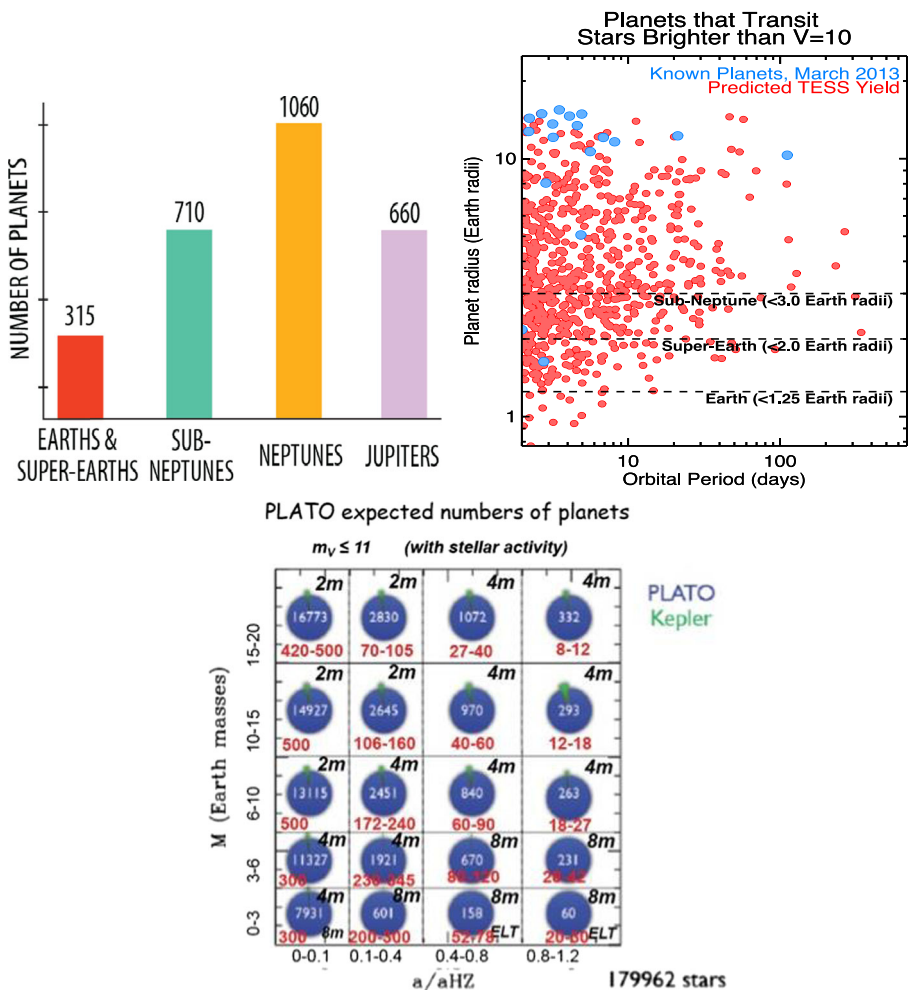 NUMBER OF PLANETS
315
710
1060
660
EARTHS &
SUPER-EARTHS
SUB-
NEPTUNES
NEPTUNES
JUPITERS
Planets that Transit
Stars Brighter than V=10
Known Planets, March 2013
Predicted TESS Yield
Planet radius (Earth radii)
10
1
Sub-Neptune (<3.0 Earth radii)
Super-Earth (<2.0 Earth radii)
Earth (<1.25 Earth radii)
10 100
Orbital Period (days)
PLATO expected numbers of planets
mV ≤ 11 (with stellar activity)
PLATO
Kepler
M (Earth masses)
15-20
2m 2m 4m 4m
16773 2830 1072 332
420-500 70-105 27-40 8-12
10-15
2m 2m 4m 4m
14927 2645 970 293
500 106-160 40-60 12-18
6-10
2m 4m 4m 4m
13115 2451 840 263
500 172-240 60-90 18-27
3-6
4m 4m 8m 8m
11327 1921 670 231
0-3
4m 8m 8m 8m
7931 601 158 60
300 8m 200-300 52-78 ELT ELT
0-0.1 0.1-0.4 0.4-0.8 0.8-1.2
a/aHZ
179962 stars